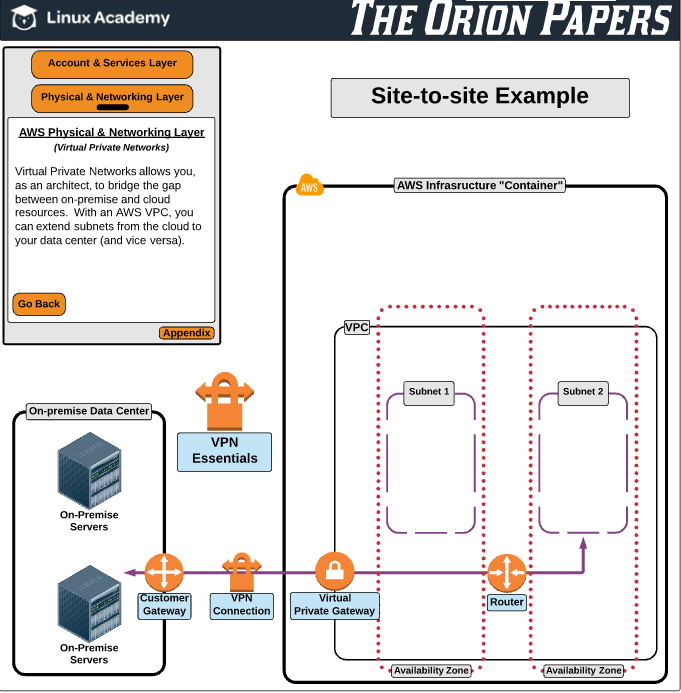 Linux Academy
THE ORION PAPERS
Account & Services Layer
Physical & Networking Layer
AWS Physical & Networking Layer
(Virtual Private Networks)
Virtual Private Networks allows you,
as an architect, to bridge the gap
between on-premise and cloud
resources. With an AWS VPC, you
can extend subnets from the cloud to
your data center (and vice versa).
Go Back
Appendix
Site-to-site Example
AWS
AWS Infrasructure "Container"
VPC
Subnet 1
Subnet 2
On-premise Data Center
VPN
Essentials
On-Premise
Servers
Customer
Gateway
VPN
Connection
Virtual
Private Gateway
Router
On-Premise
Servers
Availability Zone
Availability Zone